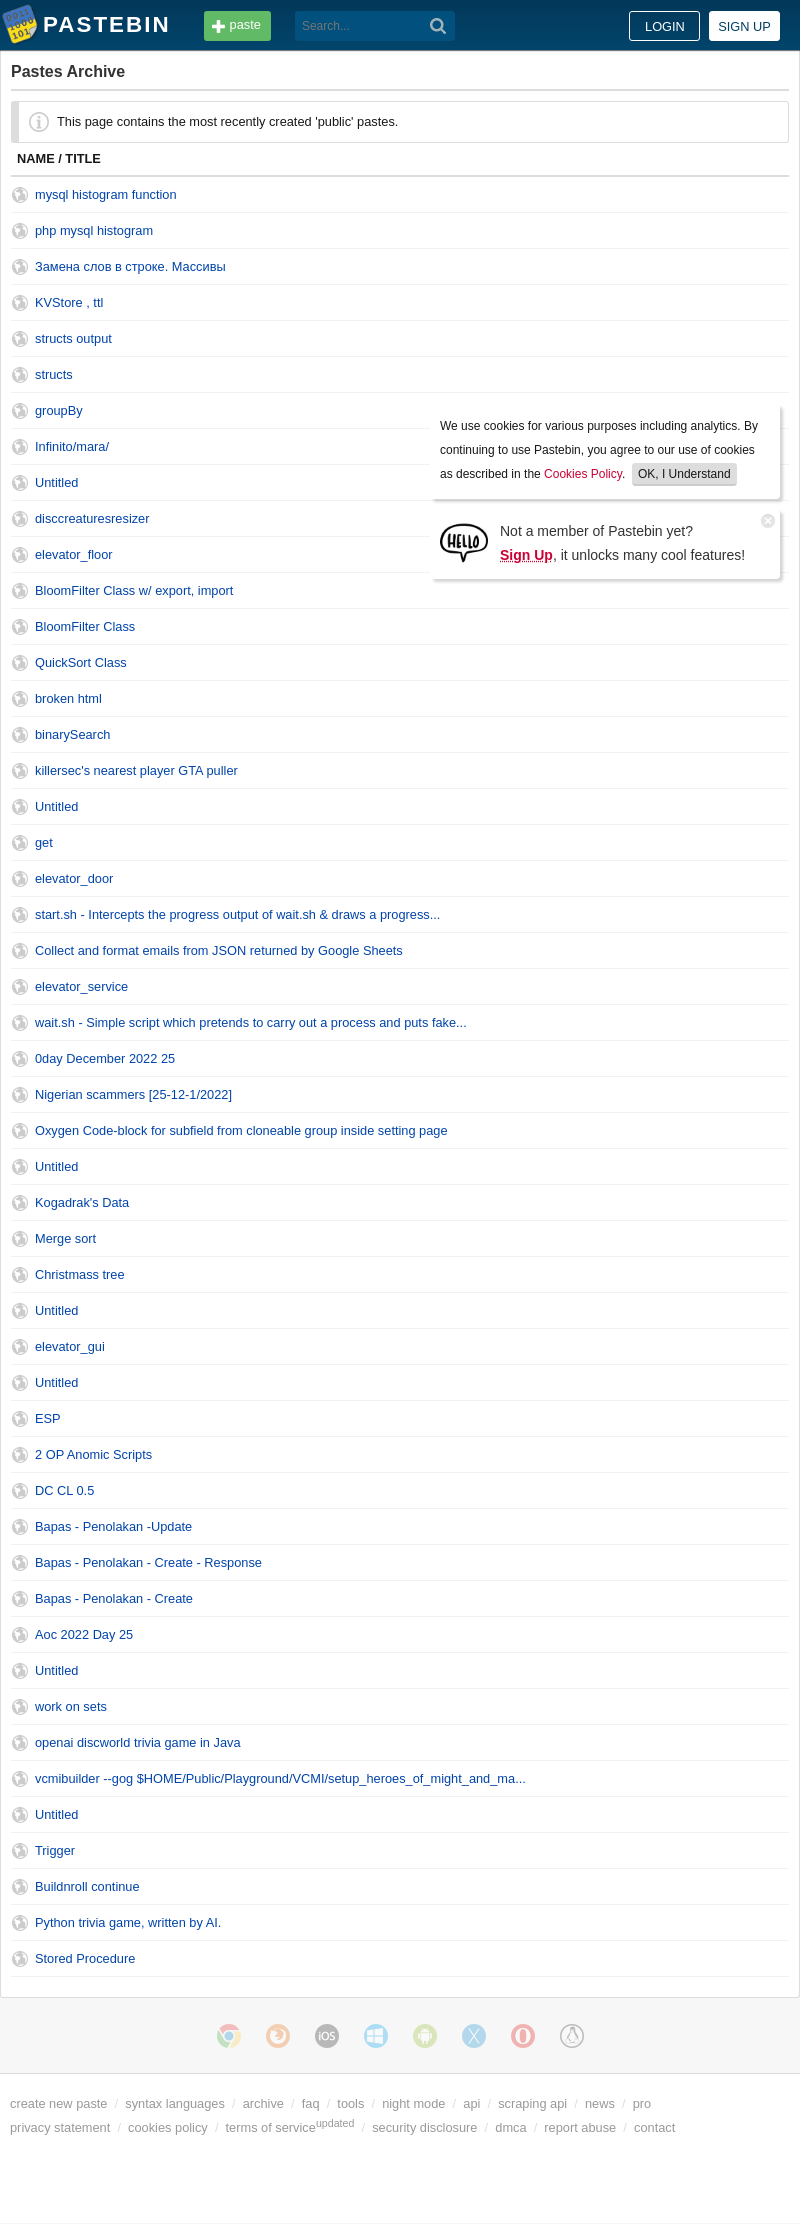 PASTEBIN
paste
Search...
LOGIN
SIGN UP
Pastes Archive
This page contains the most recently created 'public' pastes.
NAME / TITLE
mysql histogram function
php mysql histogram
Замена слов в строке. Массивы
KVStore , ttl
structs output
structs
groupBy
Infinito/mara/
Untitled
disccreaturesresizer
elevator_floor
We use cookies for various purposes including analytics. By
continuing to use Pastebin, you agree to our use of cookies
as described in the Cookies Policy. OK, I Understand
HELLO
Not a member of Pastebin yet?
Sign Up, it unlocks many cool features!
BloomFilter Class w/ export, import
BloomFilter Class
QuickSort Class
broken html
binarySearch
killersec's nearest player GTA puller
Untitled
get
elevator_door
start.sh - Intercepts the progress output of wait.sh & draws a progress...
Collect and format emails from JSON returned by Google Sheets
elevator_service
wait.sh - Simple script which pretends to carry out a process and puts fake...
0day December 2022 25
Nigerian scammers [25-12-1/2022]
Oxygen Code-block for subfield from cloneable group inside setting page
Untitled
Kogadrak's Data
Merge sort
Christmass tree
Untitled
elevator_gui
Untitled
ESP
2 OP Anomic Scripts
DC CL 0.5
Bapas - Penolakan -Update
Bapas - Penolakan - Create - Response
Bapas - Penolakan - Create
Aoc 2022 Day 25
Untitled
work on sets
openai discworld trivia game in Java
vcmibuilder --gog $HOME/Public/Playground/VCMI/setup_heroes_of_might_and_ma...
Untitled
Trigger
Buildnroll continue
Python trivia game, written by AI.
Stored Procedure
iOS
create new paste / syntax languages / archive / faq / tools / night mode / api / scraping api / news / pro
privacy statement / cookies policy / terms of serviceupdated / security disclosure / dmca / report abuse / contact